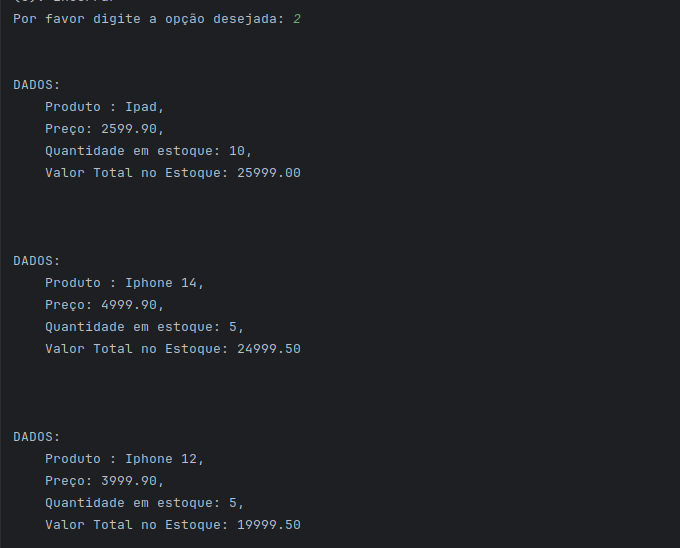 Por favor digite a opção desejada: 2
DADOS:
Produto : Ipad,
Preço: 2599.90,
Quantidade em estoque: 10,
Valor Total no Estoque: 25999.00
DADOS:
Produto : Iphone 14,
Preço: 4999.90,
Quantidade em estoque: 5,
Valor Total no Estoque: 24999.50
DADOS:
Produto : Iphone 12,
Preço: 3999.90,
Quantidade em estoque: 5,
Valor Total no Estoque: 19999.50